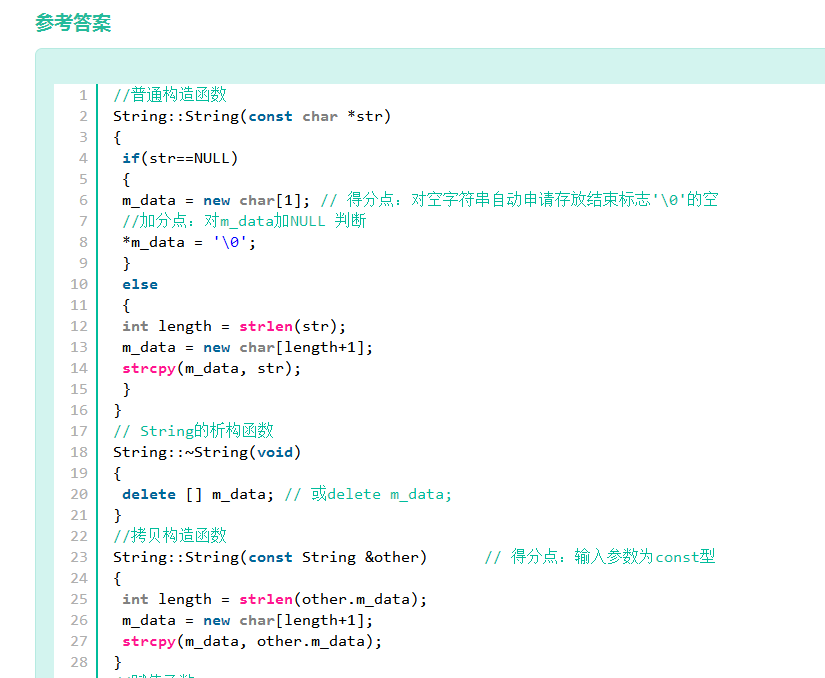 参考答案
1 //普通构造函数
2 String::String(const char *str)
3 {
4 if(str==NULL)
5 {
6 m_data = new char[1]; // 得分点：对空字符串自动申请存放结束标志'\0'的空
7 //加分点：对m_data加NULL 判断
8 *m_data = '\0';
9 }
10 else
11 {
12 int length = strlen(str);
13 m_data = new char[length+1];
14 strcpy(m_data, str);
15 }
16 }
17 // String的析构函数
18 String::~String(void)
19 {
20 delete [] m_data; // 或delete m_data;
21 }
22 //拷贝构造函数
23 String::String(const String &other) // 得分点：输入参数为const型
24 {
25 int length = strlen(other.m_data);
26 m_data = new char[length+1];
27 strcpy(m_data, other.m_data);
28 }